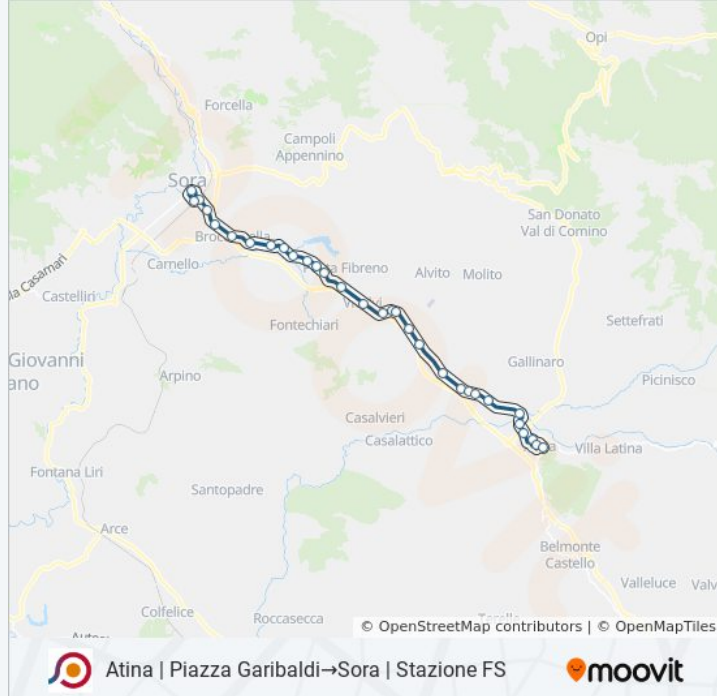 Opi
Forcella
Campoli
Appennino
Sora
San Donato
Val di Comino
Fibreno
Alvito
Molito
Carnello
Casamari
Castelliri
Settefrati
Fontechiari
Giovanni
ano
Gallinaro
Arpino
Picinisco
Casalvieri
Casalattico
Villa Latina
Fontana Liri
Santopadre
Arce
Belmonte
Castello
Valleluce
Valv
Colfelice
Roccasecca
© OpenStreetMap contributors | © OpenMapTiles
Atina | Piazza Garibaldi→Sora | Stazione FS
moovit